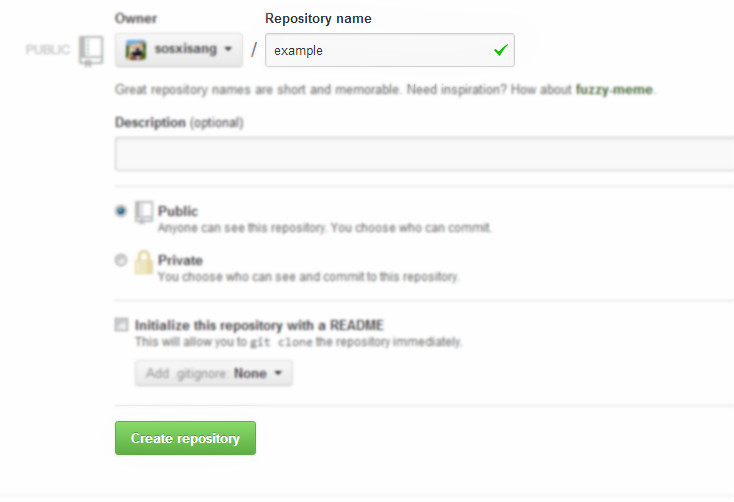 Owner
Repository name
PUBLIC
sosxisang / example
Great repository names are short and memorable. Need inspiration? How about fuzzy-meme.
Description (optional)
Public
Anyone can see this repository. You choose who can commit.
Private
You choose who can see and commit to this repository.
Initialize this repository with a README
This will allow you to git clone the repository immediately.
Add .gitignore: None
Create repository